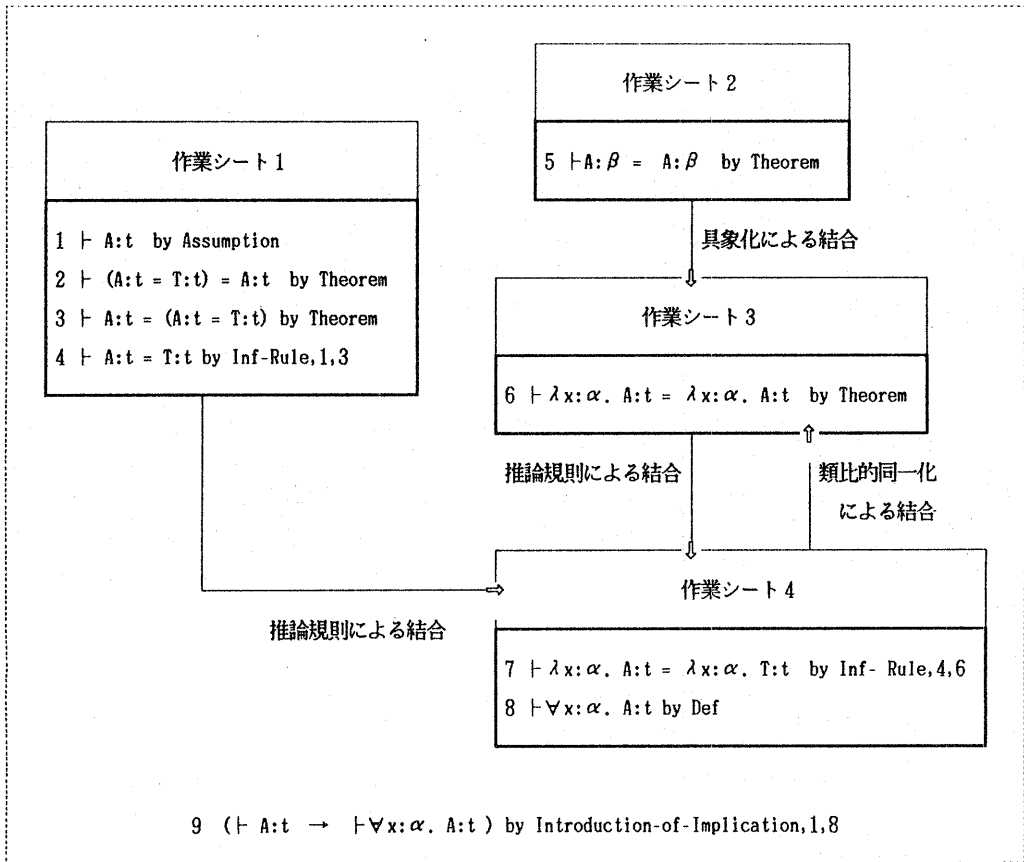 作業シート1
1 ⊢ A:t by Assumption
2 ⊢ (A:t = T:t) = A:t by Theorem
3 ⊢ A:t = (A:t = T:t) by Theorem
4 ⊢ A:t = T:t by Inf-Rule,1,3
作業シート2
5 ⊢A:β = A:β by Theorem
具象化による結合
作業シート3
6 ⊢λx:α. A:t = λx:α. A:t by Theorem
推論規則による結合
類比的同一化
による結合
推論規則による結合
作業シート4
7 ⊢λx:α. A:t = λx:α. T:t by Inf- Rule,4,6
8 ⊢∀x:α. A:t by Def
9 (⊢ A:t → ⊢∀x:α. A:t ) by Introduction-of-Implication,1,8